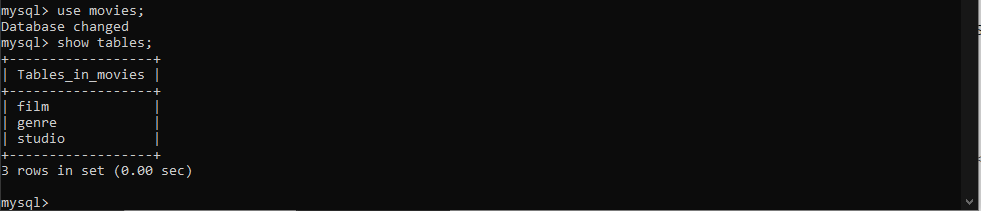 mysql> use movies;
Database changed
mysql> show tables;
+------------------+
| Tables_in_movies |
+------------------+
| film             |
| genre            |
| studio           |
+------------------+
3 rows in set (0.00 sec)
mysql>